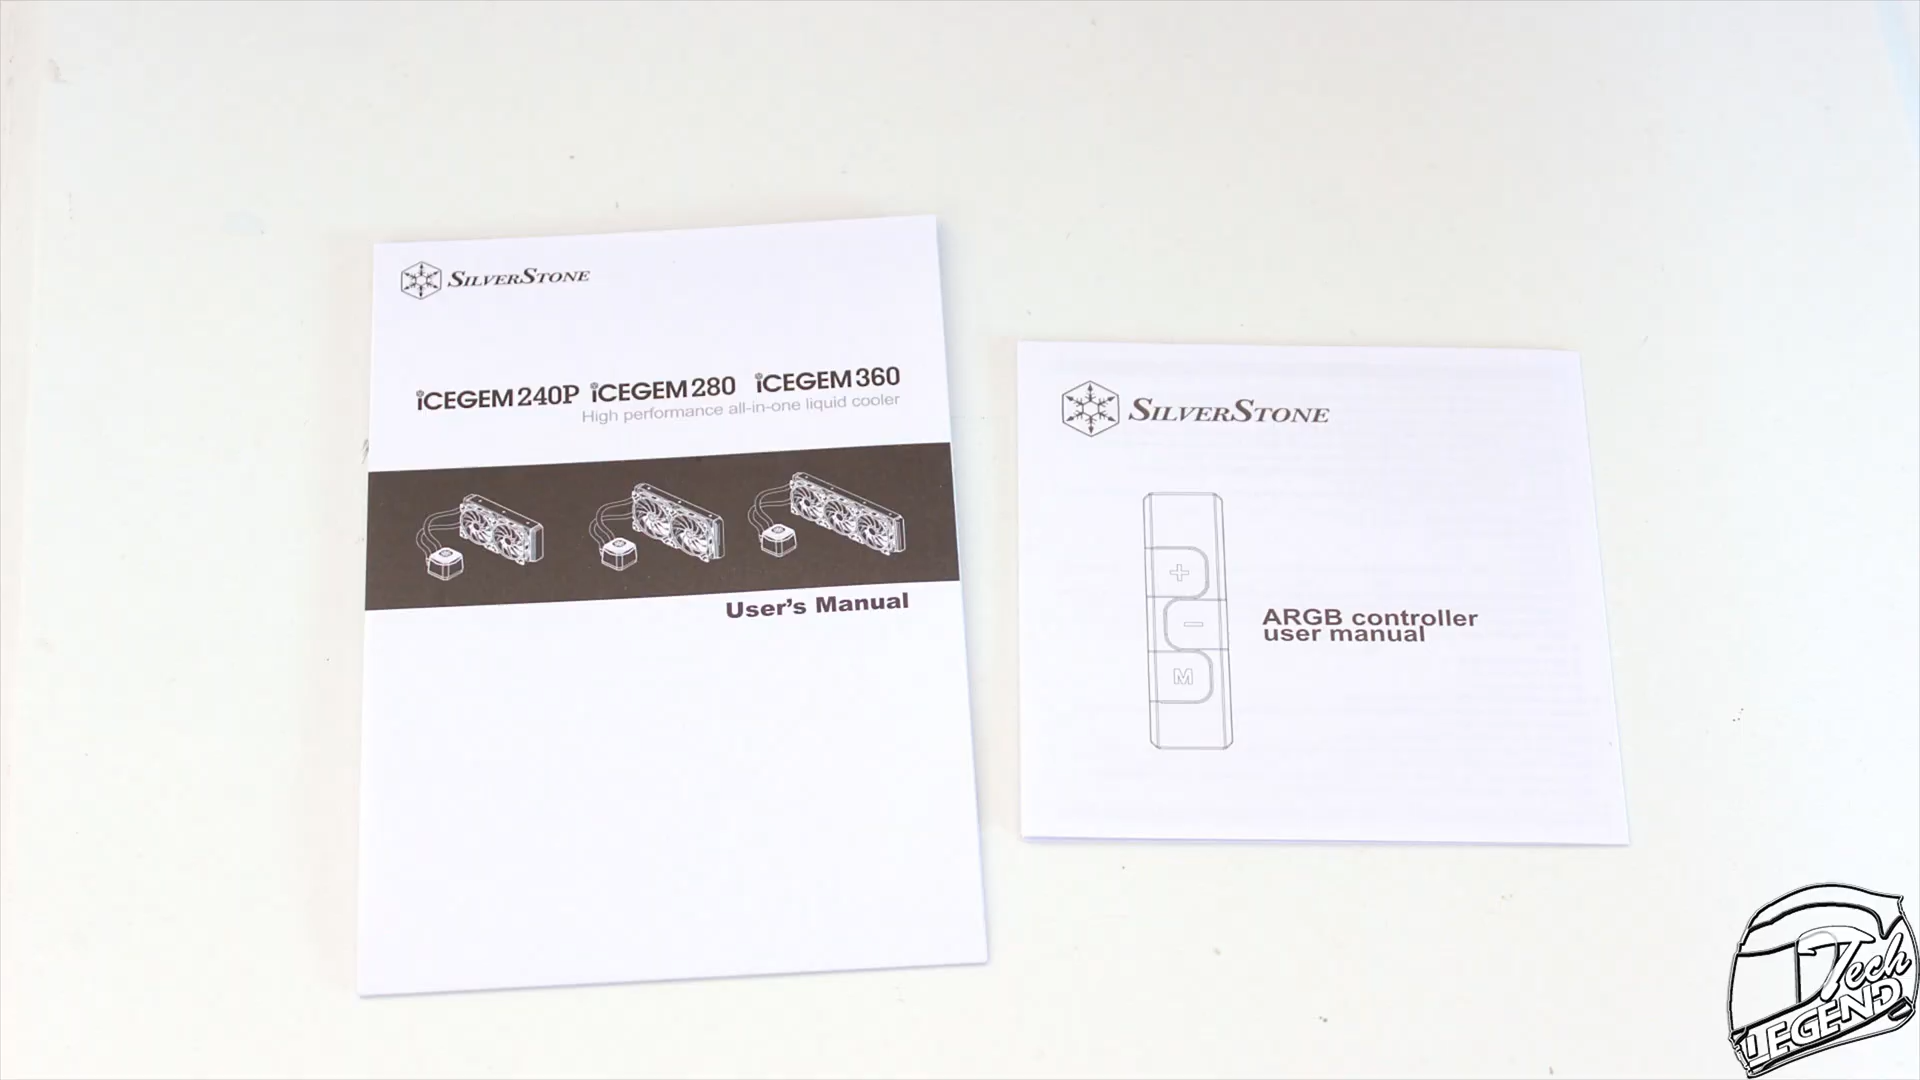 SILVERSTONE
iCEGEM 240P iCEGEM 280 iCEGEM 360
High performance all-in-one liquid cooler
User's Manual
SILVERSTONE
+
-
M
ARGB controller
user manual
Tech
LEGEND